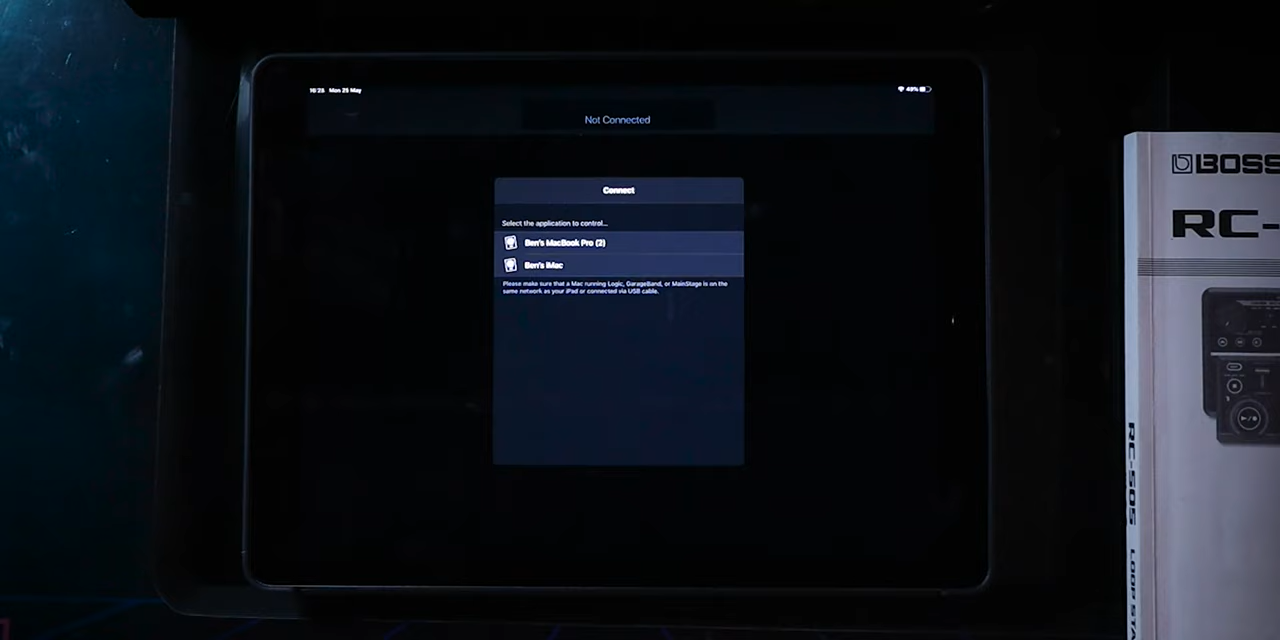 16:28 Mon 25 May
49%
Not Connected
Connect
Select the application to control...
Ben's MacBook Pro (2)
Ben's iMac
Please make sure that a Mac running Logic, GarageBand, or MainStage is on the
same network as your iPad or connected via USB cable.
BOSS
RC-
RC-505 LOOP STA